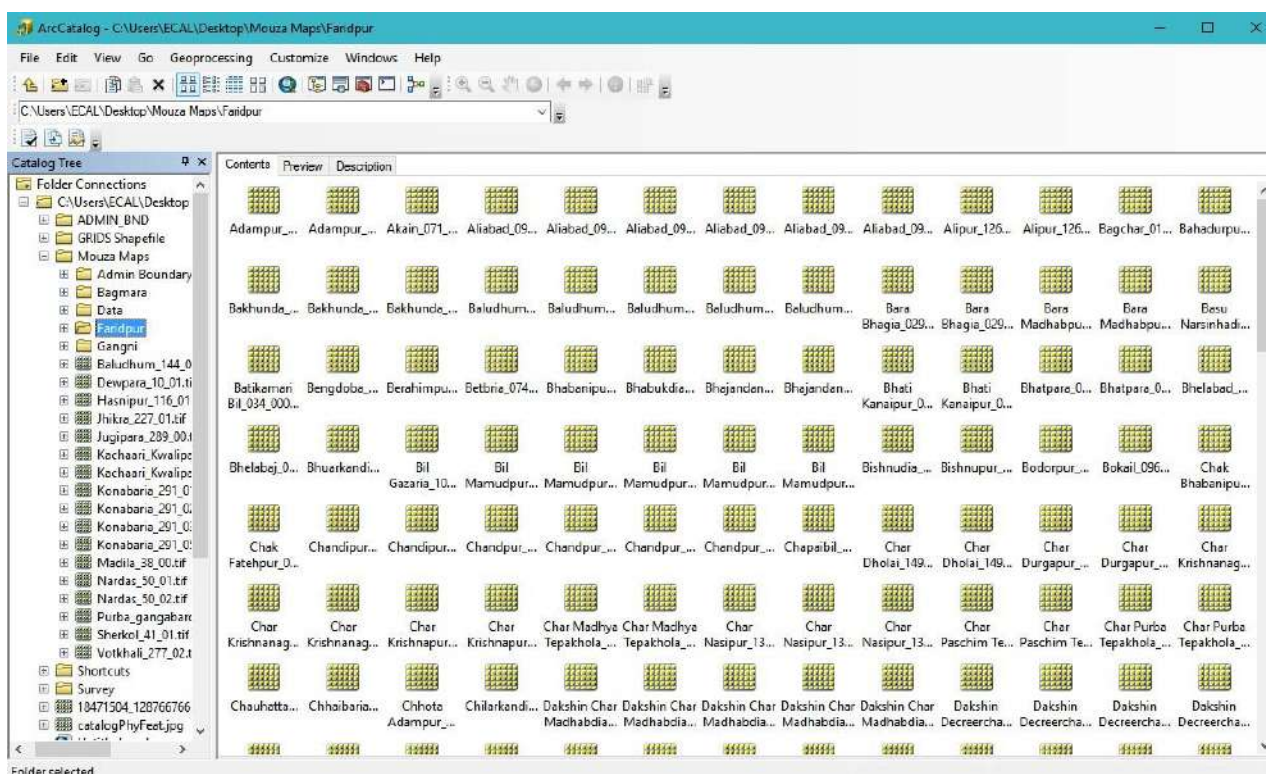 ArcCatalog - C:\Users\ECAL\Desktop\Mouza Maps\Faridpur
File Edit View Go Geoprocessing Customize Windows Help
C:\Users\ECAL\Desktop\Mouza Maps\Faridpur
Catalog Tree
Folder Connections
C:\Users\ECAL\Desktop
ADMIN_BND
GRIDS Shapefile
Mouza Maps
Admin Boundary
Bagmara
Data
Faridpur
Gangni
Baludhum_144_0
Dewpara_10_01.ti
Hasnipur_116_01
Jhikra_227_01.tif
Jugipara_289_00.t
Kachaari_Kwalipa
Kachaari_Kwalipa
Konabaria_291_0
Konabaria_291_0
Konabaria_291_0
Konabaria_291_0
Madila_38_00.tif
Nardas_50_01.tif
Nardas_50_02.tif
Purba_gangabard
Sherkol_41_01.tif
Votkhali_277_02.t
Shortcuts
Survey
18471504_128766766
catalogPhyFeat.jpg
Contents Preview Description
Adampur_... Adampur_... Akain_071_... Aliabad_09... Aliabad_09... Aliabad_09... Aliabad_09... Aliabad_09... Aliabad_09... Alipur_126... Alipur_126... Bagchar_01... Bahadurpu...
Bakhunda_... Bakhunda_... Bakhunda_... Baludhum... Baludhum... Baludhum... Baludhum... Baludhum... Bara Bara Bara Bara Basu
Bhagia_029... Bhagia_029... Madhabpu... Madhabpu... Narsinhadi...
Batikamari Bengdoba_... Berahimpu... Betbria_074... Bhabanipu... Bhabukdia... Bhajandan... Bhajandan... Bhati Bhati Bhatpara_0... Bhatpara_0... Bhelabad_...
Bil_034_000... Kanaipur_0... Kanaipur_0...
Bhelabaj_0... Bhuarkandi... Bil Bil Bil Bil Bil Bil Bishnudia_... Bishnupur_... Bodorpur_... Bokail_096... Chak
Gazaria_10... Mamudpur... Mamudpur... Mamudpur... Mamudpur... Mamudpur... Bhabanipu...
Chak Chandipur... Chandipur... Chandpur_... Chandpur_... Chandpur_... Chandpur_... Chapaibil_... Char Char Char Char Char
Fatehpur_0... Dholai_149... Dholai_149... Durgapur_... Durgapur_... Krishnanag...
Char Char Char Char Char Madhya Char Madhya Char Char Char Char Char Char Purba Char Purba
Krishnanag... Krishnanag... Krishnapur... Krishnapur... Tepakhola_... Tepakhola_... Nasipur_13... Nasipur_13... Nasipur_13... Paschim Te... Paschim Te... Tepakhola_... Tepakhola_...
Chauhatta... Chhaibaria... Chhota Chilarkandi... Dakshin Char Dakshin Char Dakshin Char Dakshin Char Dakshin Char Dakshin Dakshin Dakshin Dakshin
Adampur_... Madhabdia... Madhabdia... Madhabdia... Madhabdia... Madhabdia... Decreercha... Decreercha... Decreercha... Decreercha...
Folder selected